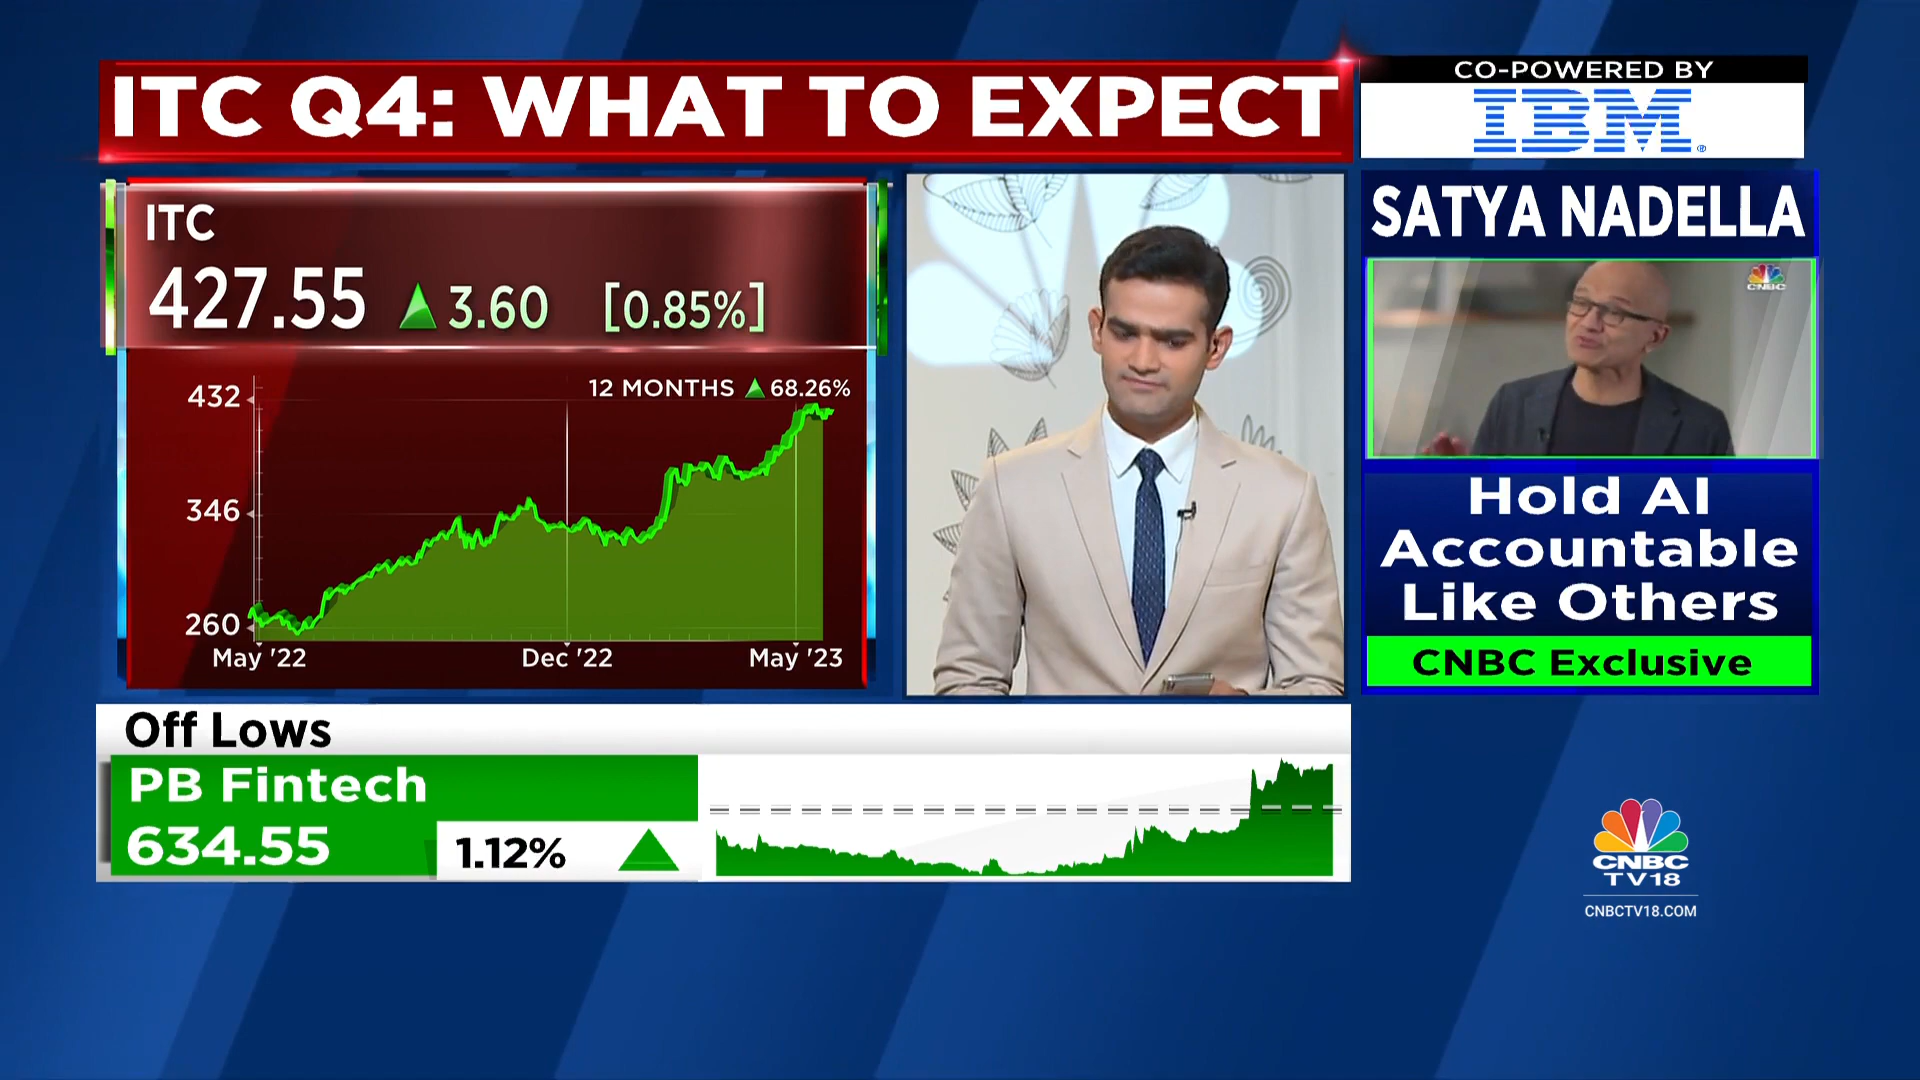 ITC Q4: WHAT TO EXPECT
CO-POWERED BY
IBM®
ITC
427.55 ▲ 3.60 [0.85%]
12 MONTHS ▲ 68.26%
432
346
260
May '22 Dec '22 May '23
SATYA NADELLA
CNBC
Hold AI
Accountable
Like Others
CNBC Exclusive
Off Lows
PB Fintech
634.55
1.12% ▲
CNBC
TV18
CNBCTV18.COM